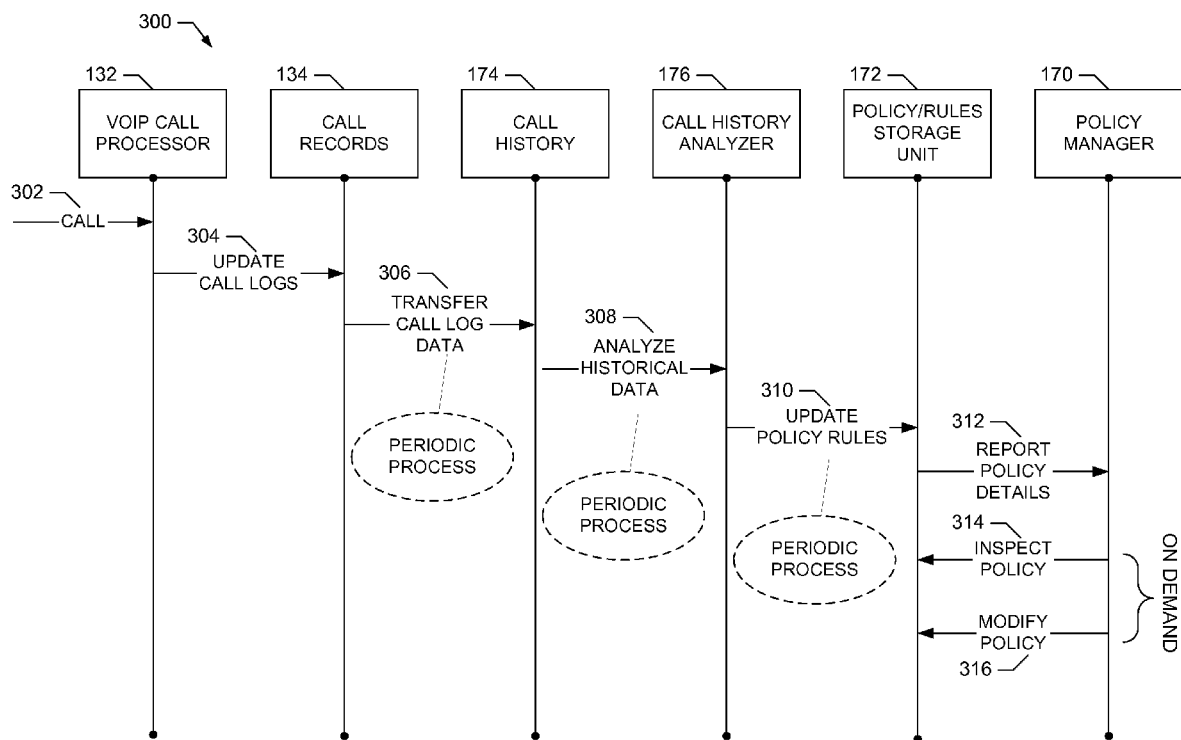 300
132
134
174
176
172
170
VOIP CALL
PROCESSOR
CALL
RECORDS
CALL
HISTORY
CALL HISTORY
ANALYZER
POLICY/RULES
STORAGE
UNIT
POLICY
MANAGER
302
CALL
304
UPDATE
CALL LOGS
306
TRANSFER
CALL LOG
DATA
PERIODIC
PROCESS
308
ANALYZE
HISTORICAL
DATA
PERIODIC
PROCESS
310
UPDATE
POLICY RULES
PERIODIC
PROCESS
312
REPORT
POLICY
DETAILS
314
INSPECT
POLICY
MODIFY
POLICY
316
ON DEMAND